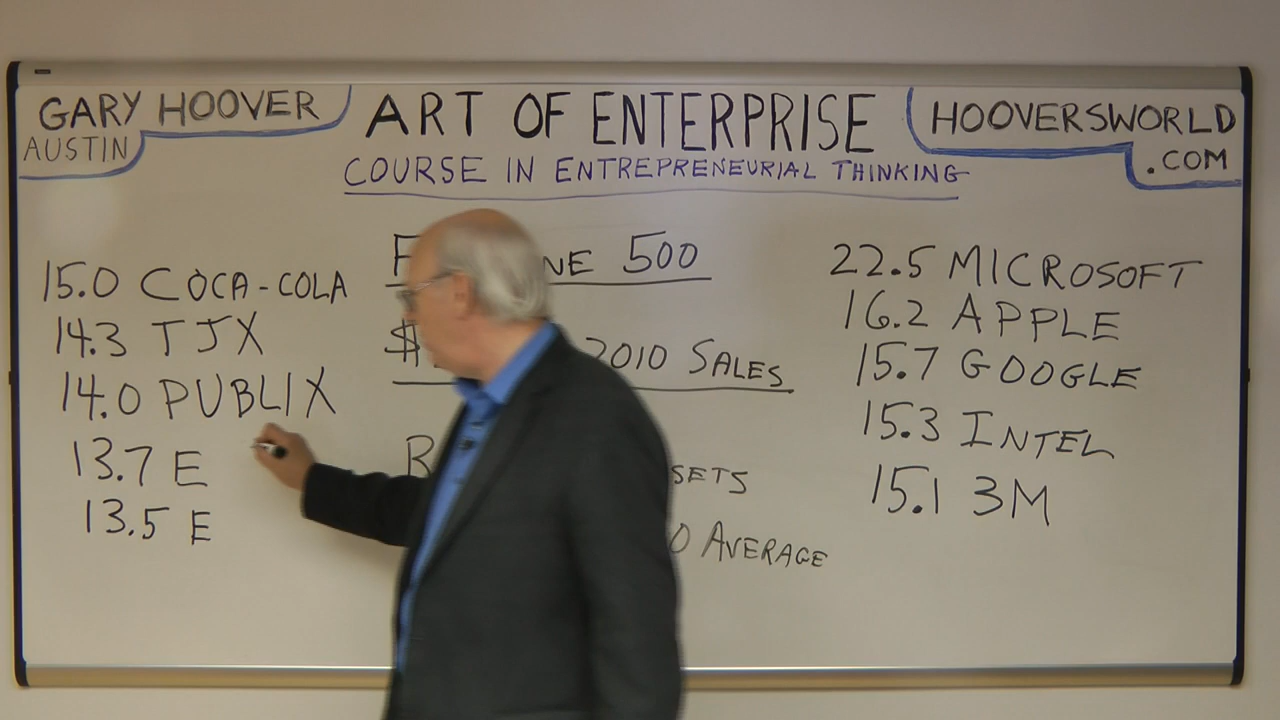 GARY HOOVER
AUSTIN
ART OF ENTERPRISE
COURSE IN ENTREPRENEURIAL THINKING
HOOVERSWORLD
.COM
15.0 COCA-COLA
14.3 TJX
14.0 PUBLIX
13.7 E
13.5 E
500
$ 2010 SALES
AVERAGE
22.5 MICROSOFT
16.2 APPLE
15.7 GOOGLE
15.3 INTEL
15.1 3M